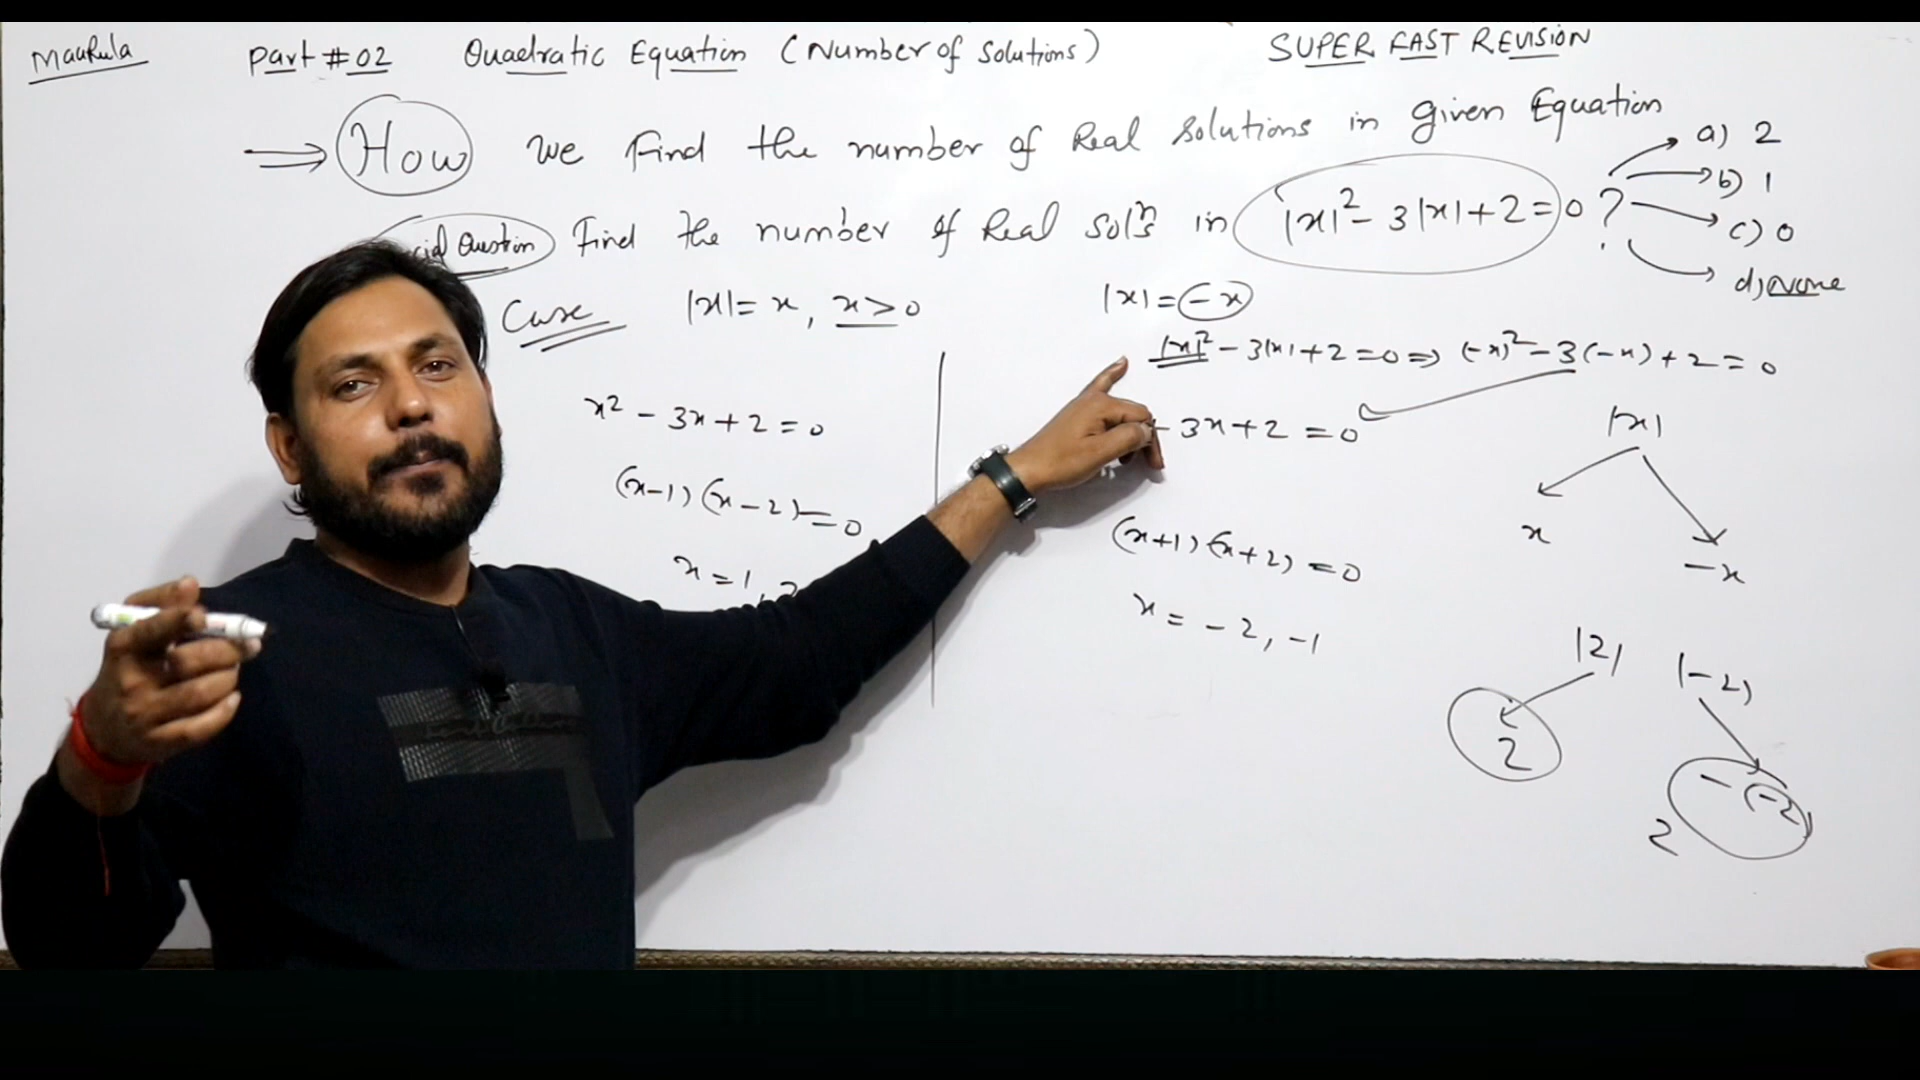 Maukula
Part # 02 Quadratic Equation (Number of Solutions) SUPER FAST REVISION
⇒ How we find the number of Real solutions in given Equation
Question Find the number of Real solⁿs in |x|² - 3|x| + 2 = 0 ?
a) 2
b) 1
c) 0
d) None
Case |x| = x, x > 0
x² - 3x + 2 = 0
(x-1)(x-2) = 0
x = 1, 2
|x| = -x
|x|² - 3|x| + 2 = 0 ⇒ (-x)² - 3(-x) + 2 = 0
3x + 2 = 0
(x+1)(x+2) = 0
x = -2, -1
|x|
x
-x
|2| |-2|
2
-(-2)
2